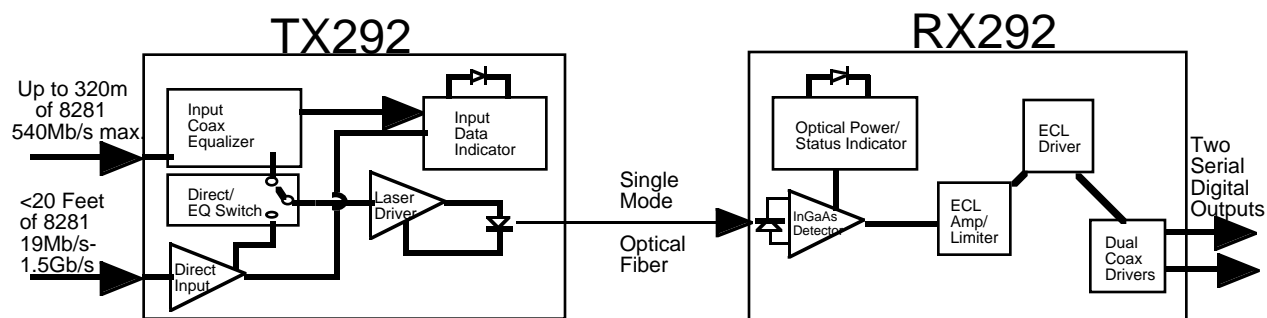 TX292
RX292
Up to 320m
of 8281
540Mb/s max.
Input
Coax
Equalizer
Input
Data
Indicator
Direct/
EQ Switch
Laser
Driver
<20 Feet
of 8281
19Mb/s-
1.5Gb/s
Direct
Input
Single
Mode
Optical
Fiber
Optical Power/
Status Indicator
InGaAs
Detector
ECL
Amp/
Limiter
ECL
Driver
Dual
Coax
Drivers
Two
Serial
Digital
Outputs